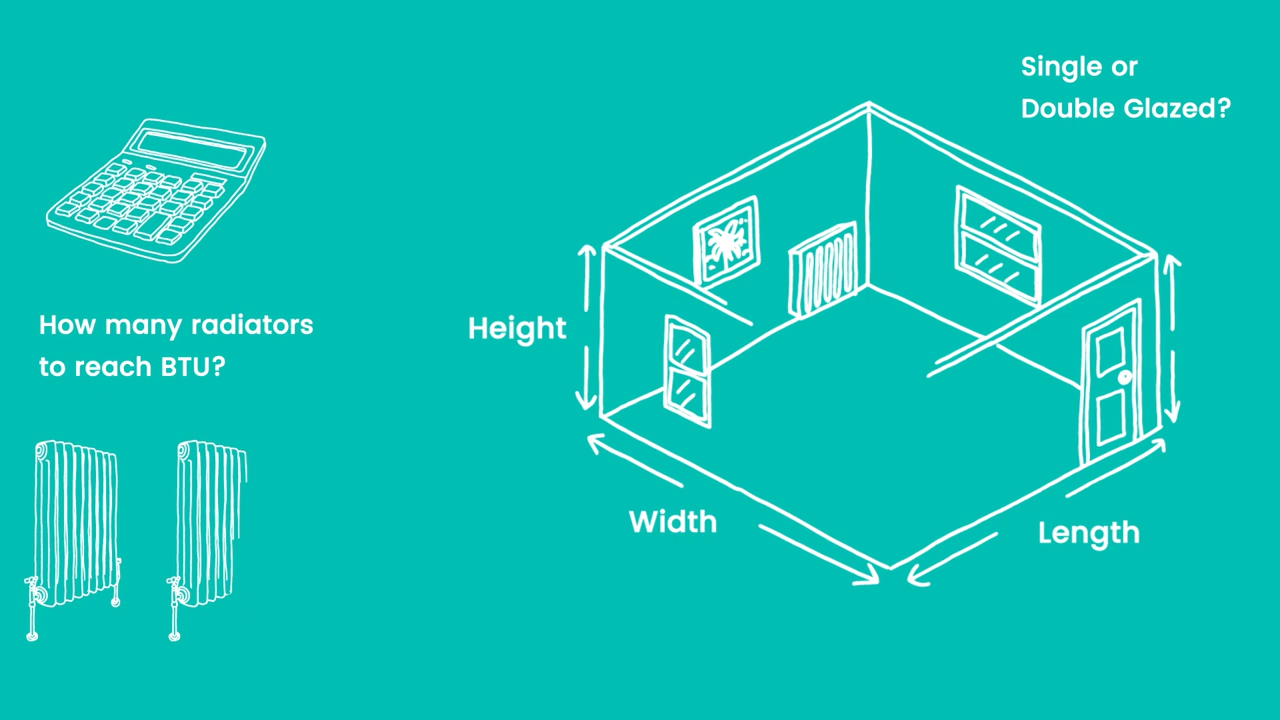 Single or
Double Glazed?
How many radiators
to reach BTU?
Height
Width
Length